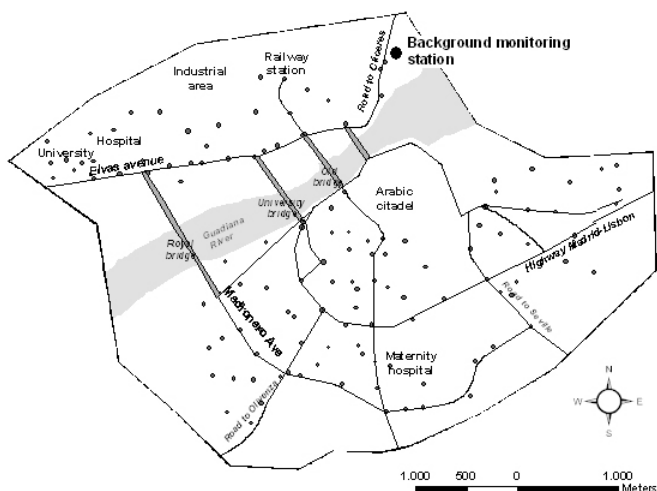 Background monitoring
station
Road to Cáceres
Railway
station
Industrial
area
Hospital
University
Elvas avenue
Old
bridge
Arabic
citadel
University
bridge
Guadiana
River
Royal
bridge
Highway Madrid-Lisbon
Road to Seville
Madronero Ave
Maternity
hospital
Road to Olivenza
N
W
E
S
1.000
500
0
1.000
Meters